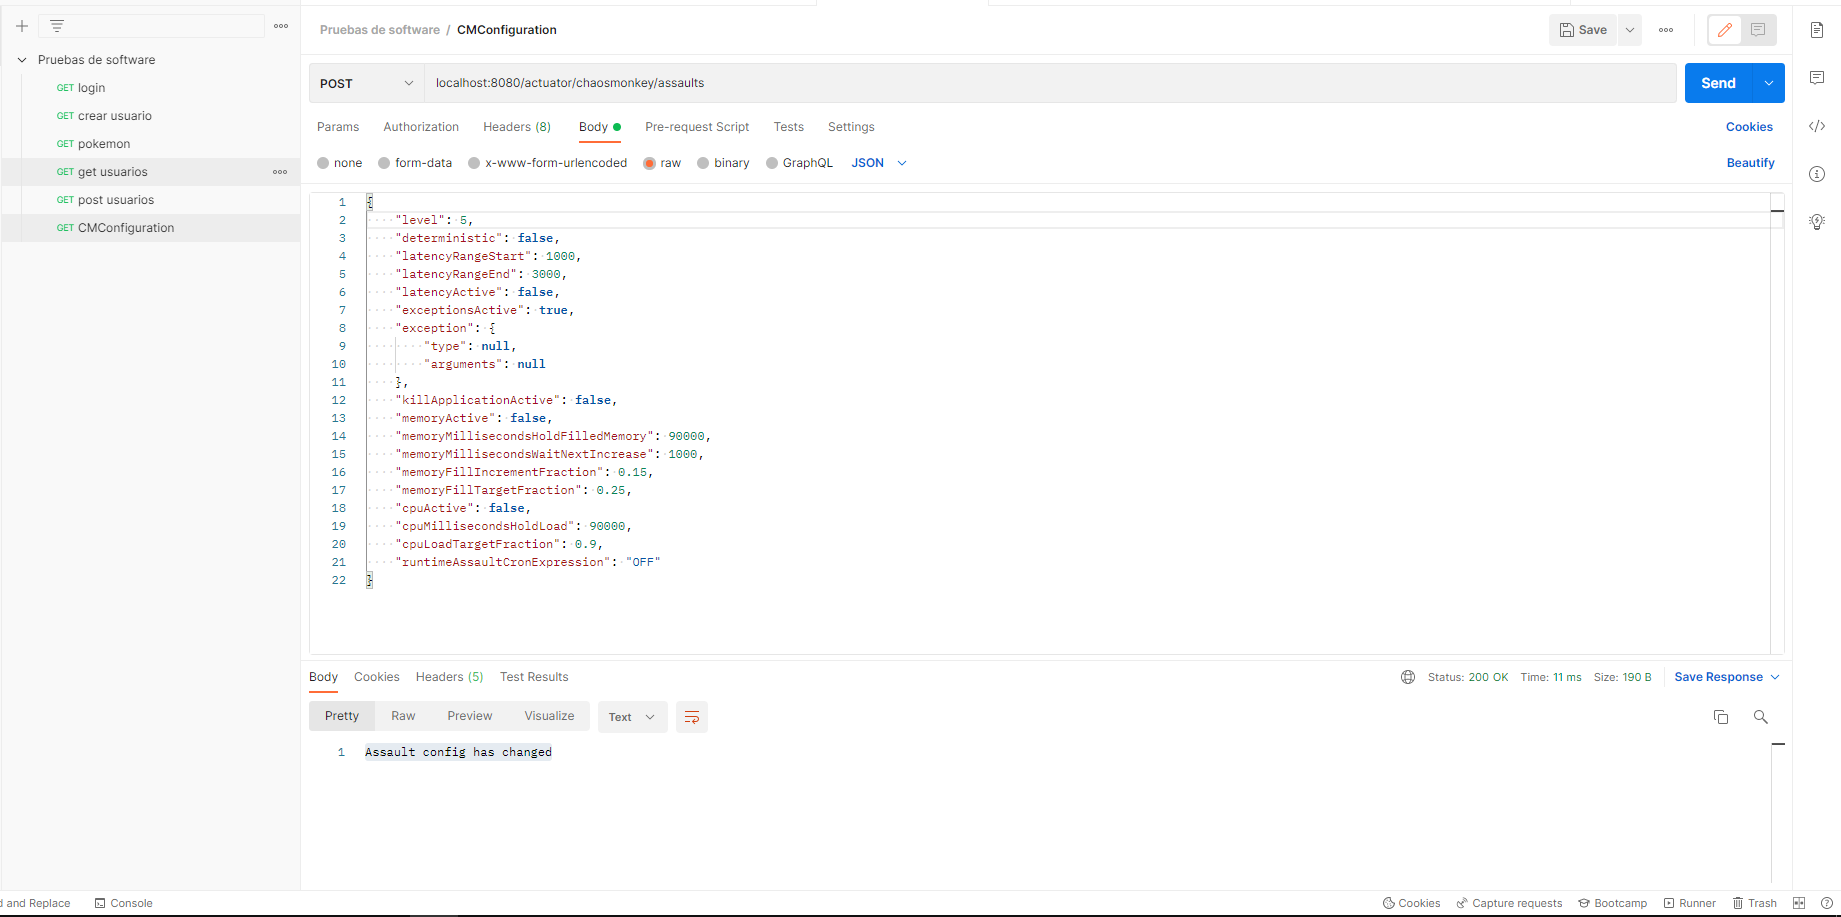 Pruebas de software / CMConfiguration
Save
Pruebas de software
GET login
GET crear usuario
GET pokemon
GET get usuarios
GET post usuarios
GET CMConfiguration
POST
localhost:8080/actuator/chaosmonkey/assaults
Send
Params Authorization Headers (8) Body Pre-request Script Tests Settings Cookies
none form-data x-www-form-urlencoded raw binary GraphQL JSON Beautify
1 {
2 "level": 5,
3 "deterministic": false,
4 "latencyRangeStart": 1000,
5 "latencyRangeEnd": 3000,
6 "latencyActive": false,
7 "exceptionsActive": true,
8 "exception": {
9 "type": null,
10 "arguments": null
11 },
12 "killApplicationActive": false,
13 "memoryActive": false,
14 "memoryMillisecondsHoldFilledMemory": 90000,
15 "memoryMillisecondsWaitNextIncrease": 1000,
16 "memoryFillIncrementFraction": 0.15,
17 "memoryFillTargetFraction": 0.25,
18 "cpuActive": false,
19 "cpuMillisecondsHoldLoad": 90000,
20 "cpuLoadTargetFraction": 0.9,
21 "runtimeAssaultCronExpression": "OFF"
22 }
Body Cookies Headers (5) Test Results Status: 200 OK Time: 11 ms Size: 190 B Save Response
Pretty Raw Preview Visualize Text
1 Assault config has changed
d and Replace Console Cookies Capture requests Bootcamp Runner Trash